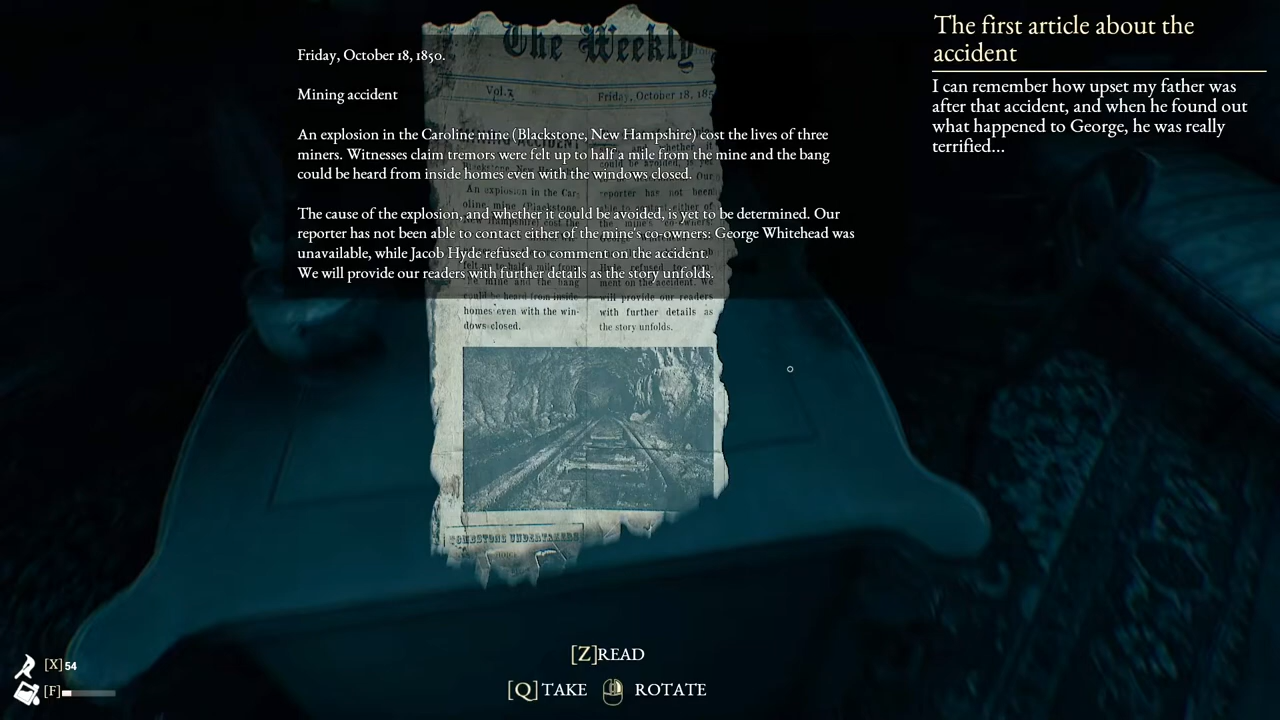 The Weekly
Vol.3 Friday, October 18, 185
Friday, October 18, 1850.
Mining accident
An explosion in the Caroline mine (Blackstone, New Hampshire) cost the lives of three
miners. Witnesses claim tremors were felt up to half a mile from the mine and the bang
could be heard from inside homes even with the windows closed.
The cause of the explosion, and whether it could be avoided, is yet to be determined. Our
reporter has not been able to contact either of the mine's co-owners: George Whitehead was
unavailable, while Jacob Hyde refused to comment on the accident.
We will provide our readers with further details as the story unfolds.
could be heard from inside
homes even with the win-
dows closed.
will provide our readers
with further details as
the story unfolds.
TOMBSTONE UNDERTAKERS
The first article about the
accident
I can remember how upset my father was
after that accident, and when he found out
what happened to George, he was really
terrified...
[Z]READ
[Q]TAKE ROTATE
[X]54
[F]